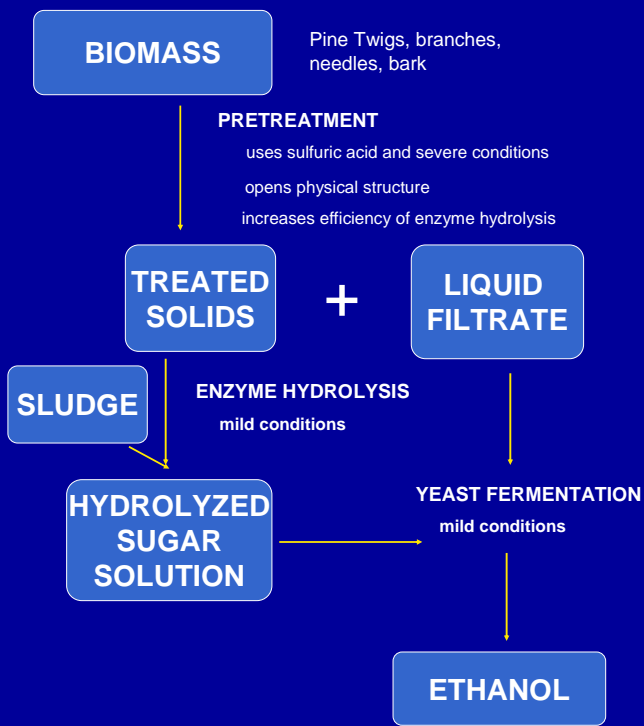 BIOMASS
Pine Twigs, branches,
needles, bark
PRETREATMENT
uses sulfuric acid and severe conditions
opens physical structure
increases efficiency of enzyme hydrolysis
TREATED
SOLIDS
+
LIQUID
FILTRATE
SLUDGE
ENZYME HYDROLYSIS
mild conditions
HYDROLYZED
SUGAR
SOLUTION
YEAST FERMENTATION
mild conditions
ETHANOL